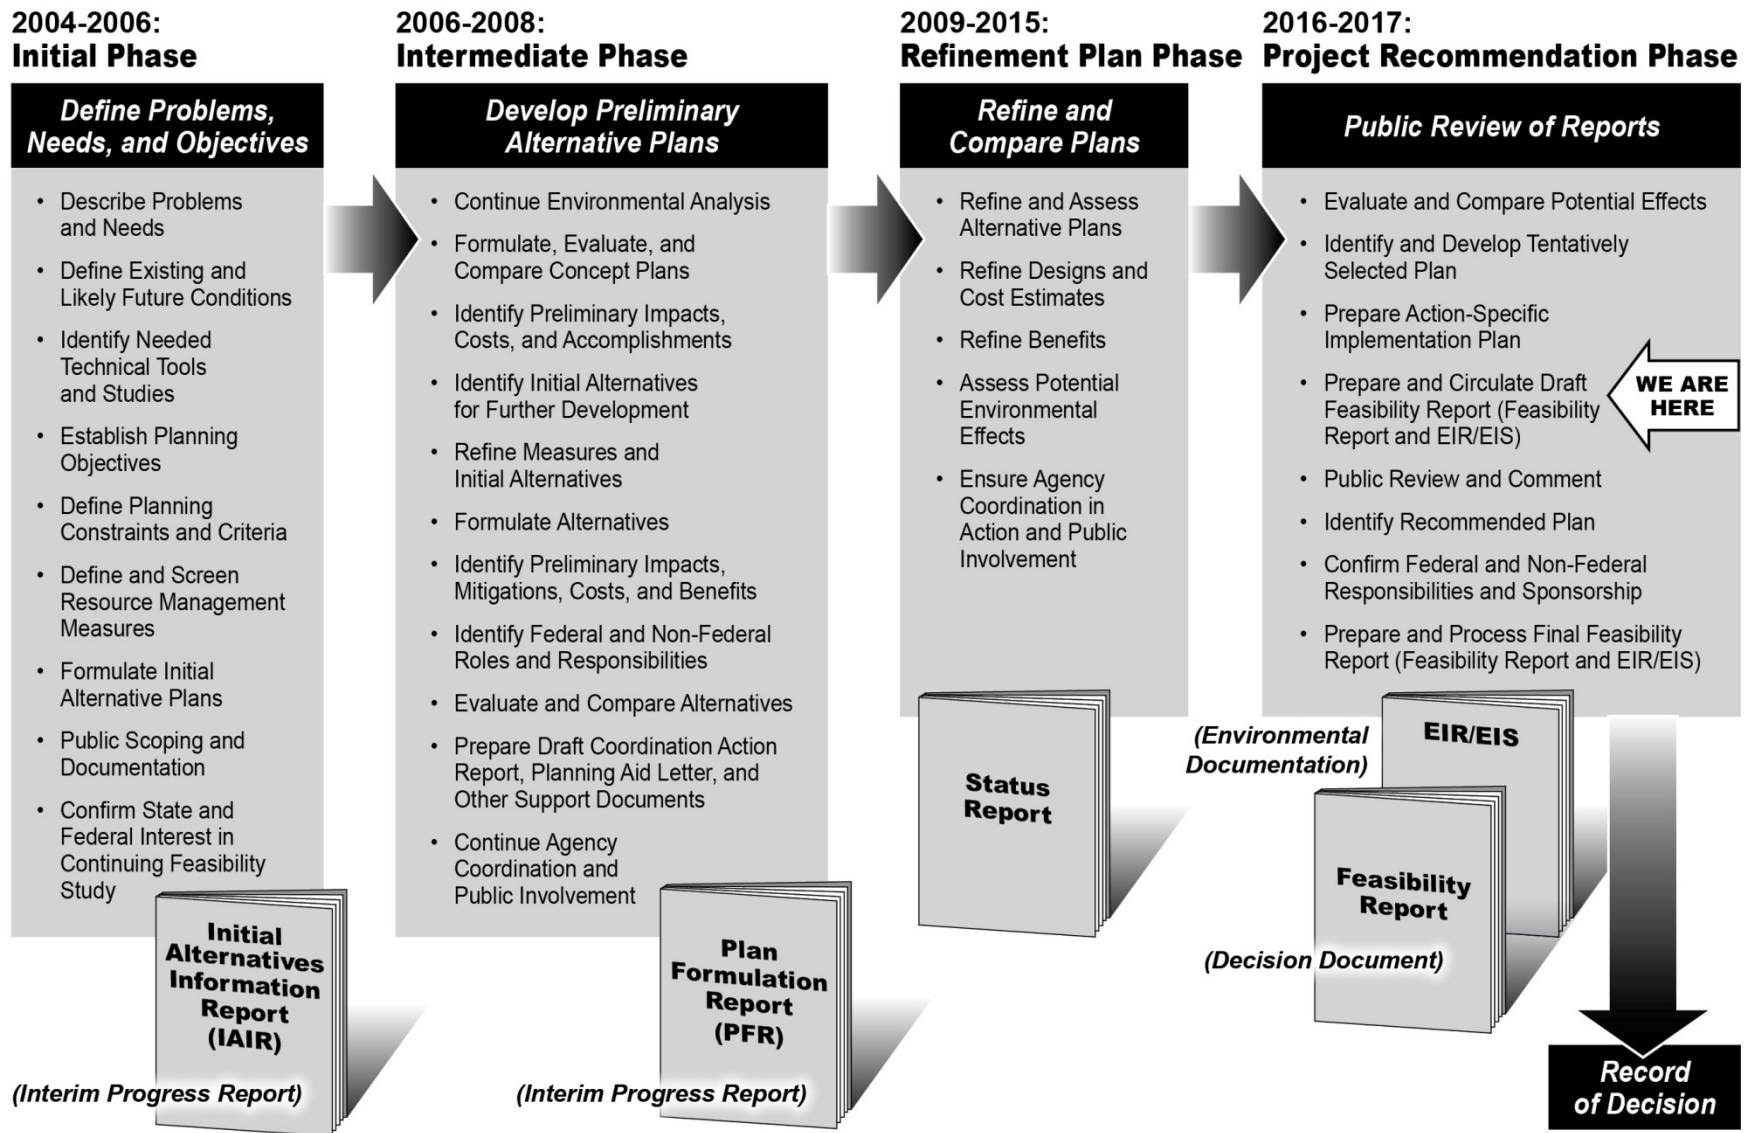 2004-2006:
Initial Phase
Define Problems,
Needs, and Objectives
• Describe Problems
and Needs
• Define Existing and
Likely Future Conditions
• Identify Needed
Technical Tools
and Studies
• Establish Planning
Objectives
• Define Planning
Constraints and Criteria
• Define and Screen
Resource Management
Measures
• Formulate Initial
Alternative Plans
• Public Scoping and
Documentation
• Confirm State and
Federal Interest in
Continuing Feasibility
Study
Initial
Alternatives
Information
Report
(IAIR)
(Interim Progress Report)
2006-2008:
Intermediate Phase
Develop Preliminary
Alternative Plans
• Continue Environmental Analysis
• Formulate, Evaluate, and
Compare Concept Plans
• Identify Preliminary Impacts,
Costs, and Accomplishments
• Identify Initial Alternatives
for Further Development
• Refine Measures and
Initial Alternatives
• Formulate Alternatives
• Identify Preliminary Impacts,
Mitigations, Costs, and Benefits
• Identify Federal and Non-Federal
Roles and Responsibilities
• Evaluate and Compare Alternatives
• Prepare Draft Coordination Action
Report, Planning Aid Letter, and
Other Support Documents
• Continue Agency
Coordination and
Public Involvement
Plan
Formulation
Report
(PFR)
(Interim Progress Report)
2009-2015:
Refinement Plan Phase
Refine and
Compare Plans
• Refine and Assess
Alternative Plans
• Refine Designs and
Cost Estimates
• Refine Benefits
• Assess Potential
Environmental
Effects
• Ensure Agency
Coordination in
Action and Public
Involvement
Status
Report
2016-2017:
Project Recommendation Phase
Public Review of Reports
• Evaluate and Compare Potential Effects
• Identify and Develop Tentatively
Selected Plan
• Prepare Action-Specific
Implementation Plan
• Prepare and Circulate Draft
Feasibility Report (Feasibility
Report and EIR/EIS)
WE ARE
HERE
• Public Review and Comment
• Identify Recommended Plan
• Confirm Federal and Non-Federal
Responsibilities and Sponsorship
• Prepare and Process Final Feasibility
Report (Feasibility Report and EIR/EIS)
(Environmental
Documentation)
EIR/EIS
Feasibility
Report
(Decision Document)
Record
of Decision